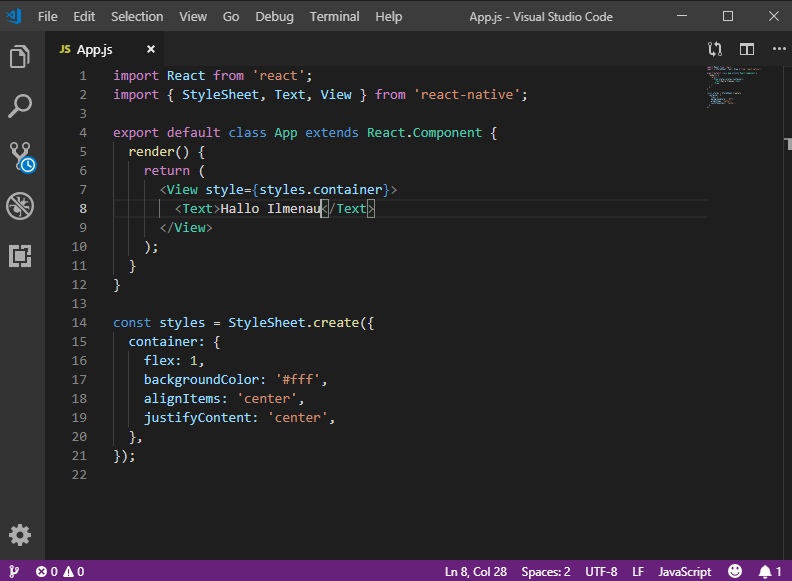 File Edit Selection View Go Debug Terminal Help App.js - Visual Studio Code
JS App.js ×
1 import React from 'react';
2 import { StyleSheet, Text, View } from 'react-native';
3
4 export default class App extends React.Component {
5   render() {
6     return (
7       <View style={styles.container}>
8         <Text>Hallo Ilmenau</Text>
9       </View>
10     );
11   }
12 }
13
14 const styles = StyleSheet.create({
15   container: {
16     flex: 1,
17     backgroundColor: '#fff',
18     alignItems: 'center',
19     justifyContent: 'center',
20   },
21 });
22
0 0 Ln 8, Col 28 Spaces: 2 UTF-8 LF JavaScript 1